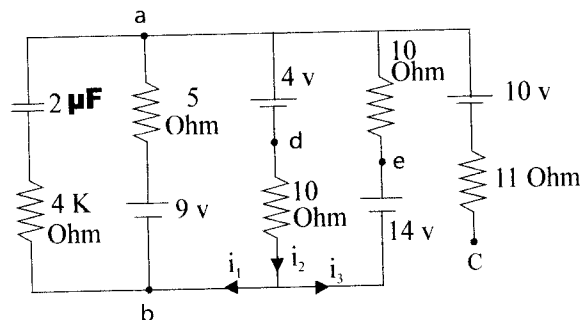 a
2 μF
5
Ohm
4 v
10
Ohm
10 v
d
e
4 K
Ohm
9 v
10
Ohm
14 v
11 Ohm
C
i₁
i₂
i₃
b